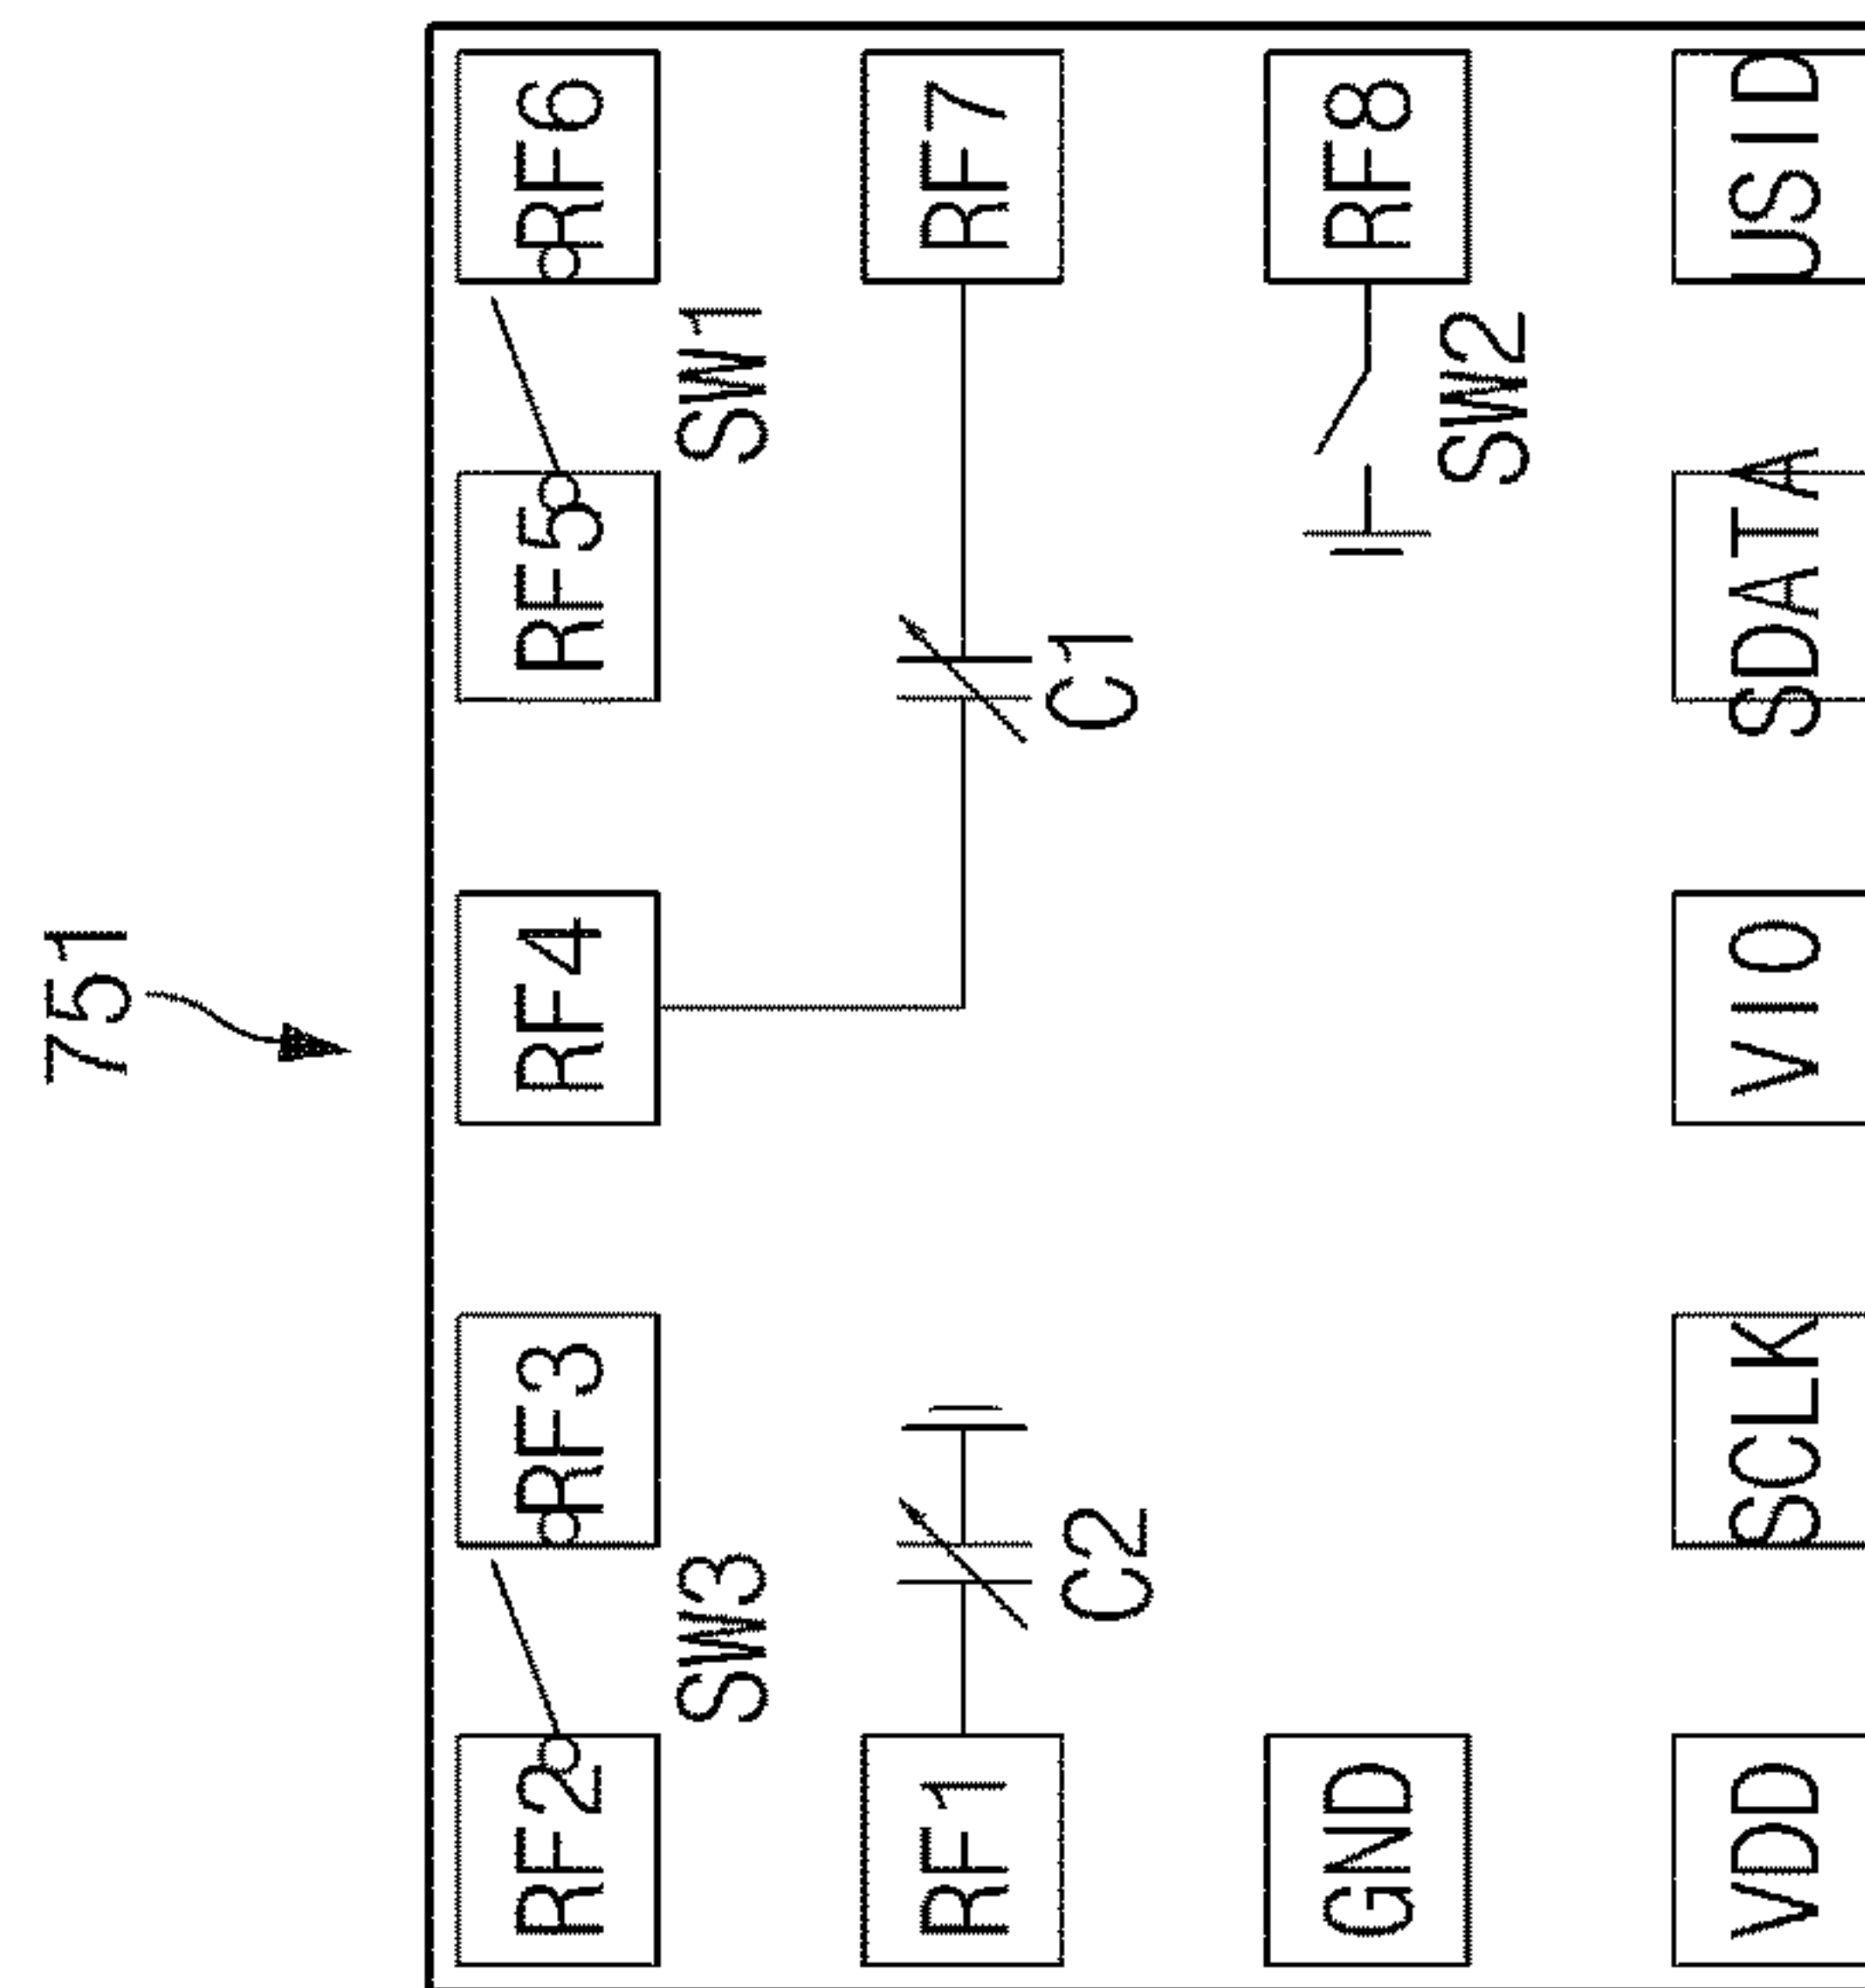 751
RF2
RF3
RF4
RF5
RF6
SW3
SW1
RF1
RF7
C2
C1
GND
RF8
SW2
VDD
SCLK
VIO
SDATA
USID